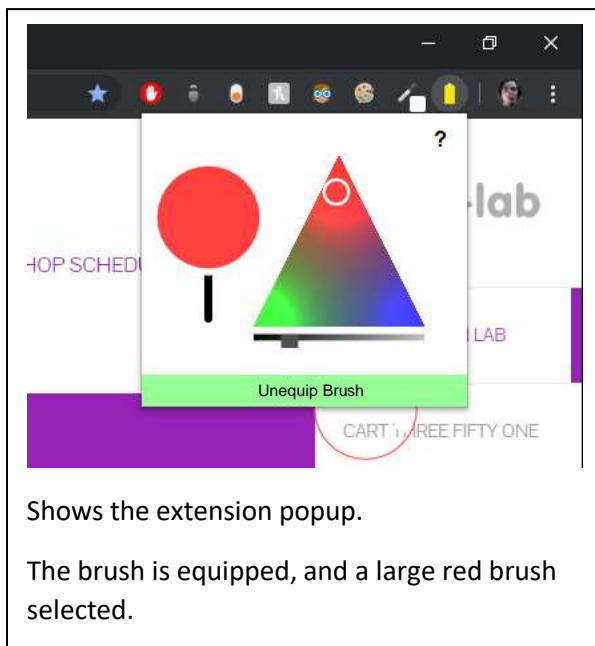 ?
lab
HOP SCHEDU
LAB
Unequip Brush
CART THREE FIFTY ONE
Shows the extension popup.
The brush is equipped, and a large red brush
selected.